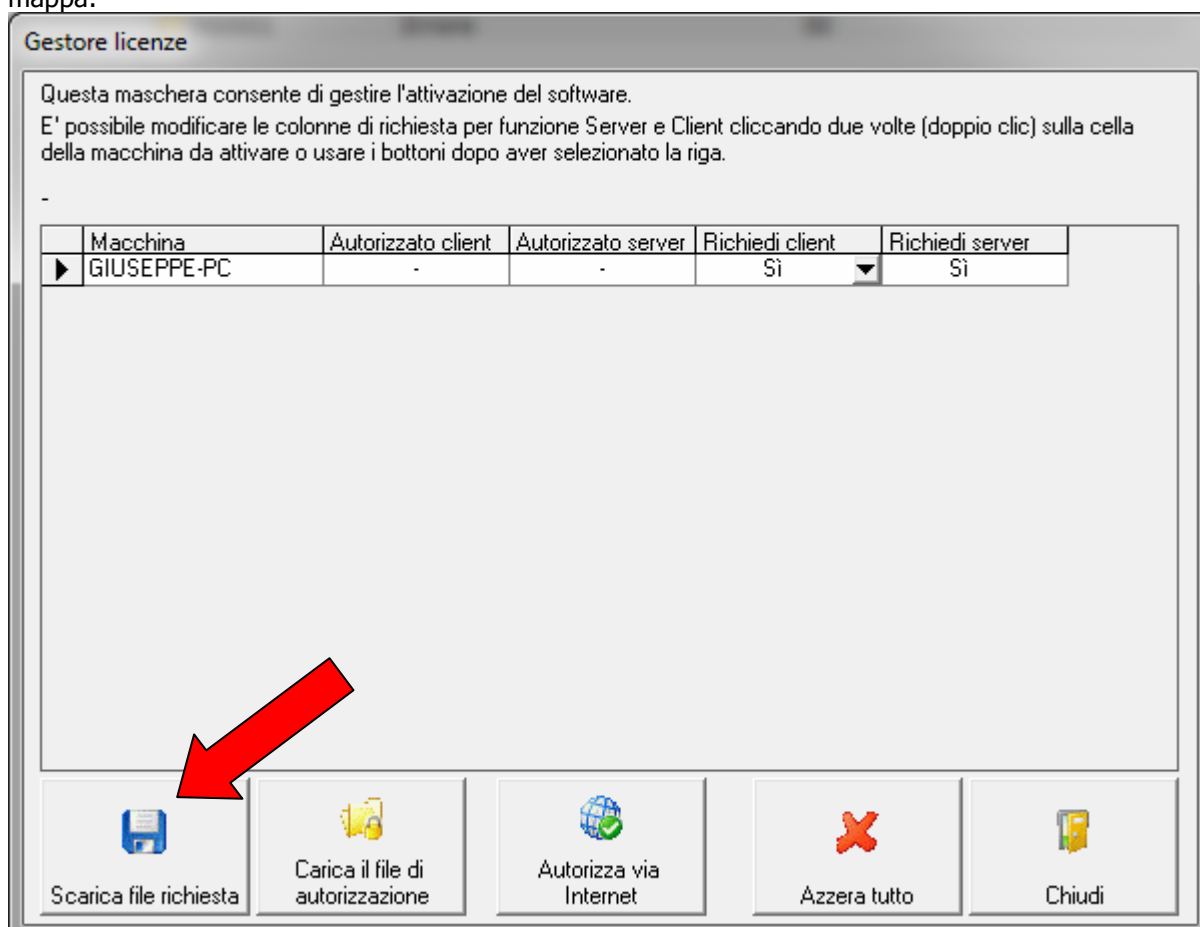 mappa.
Gestore licenze
Questa maschera consente di gestire l'attivazione del software.
E' possibile modificare le colonne di richiesta per funzione Server e Client cliccando due volte (doppio clic) sulla cella
della macchina da attivare o usare i bottoni dopo aver selezionato la riga.
-
Macchina Autorizzato client Autorizzato server Richiedi client Richiedi server
GIUSEPPE-PC - - Sì Sì
Scarica file richiesta
Carica il file di
autorizzazione
Autorizza via
Internet
Azzera tutto
Chiudi